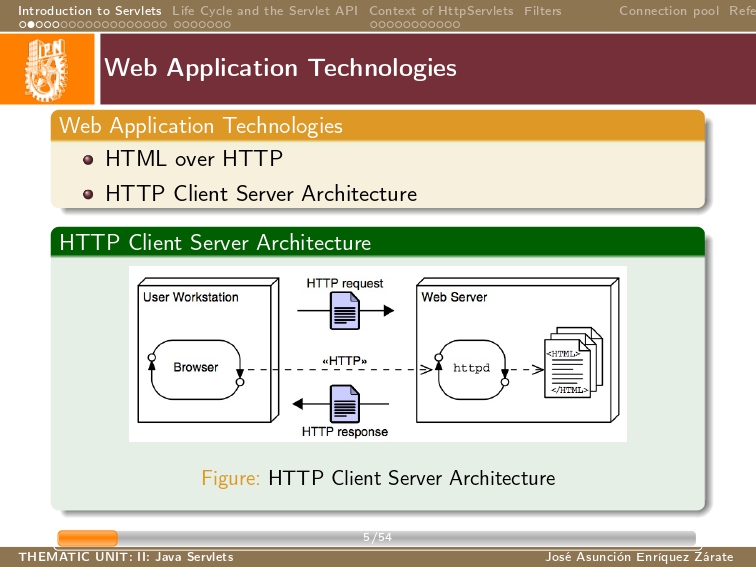 Introduction to Servlets Life Cycle and the Servlet API Context of HttpServlets Filters Connection pool Refe
IPN
Web Application Technologies
Web Application Technologies
HTML over HTTP
HTTP Client Server Architecture
HTTP Client Server Architecture
HTTP request
User Workstation
Web Server
Browser
«HTTP»
httpd
<HTML>
</HTML>
HTTP response
Figure: HTTP Client Server Architecture
5/54
THEMATIC UNIT: II: Java Servlets
José Asunción Enríquez Zárate